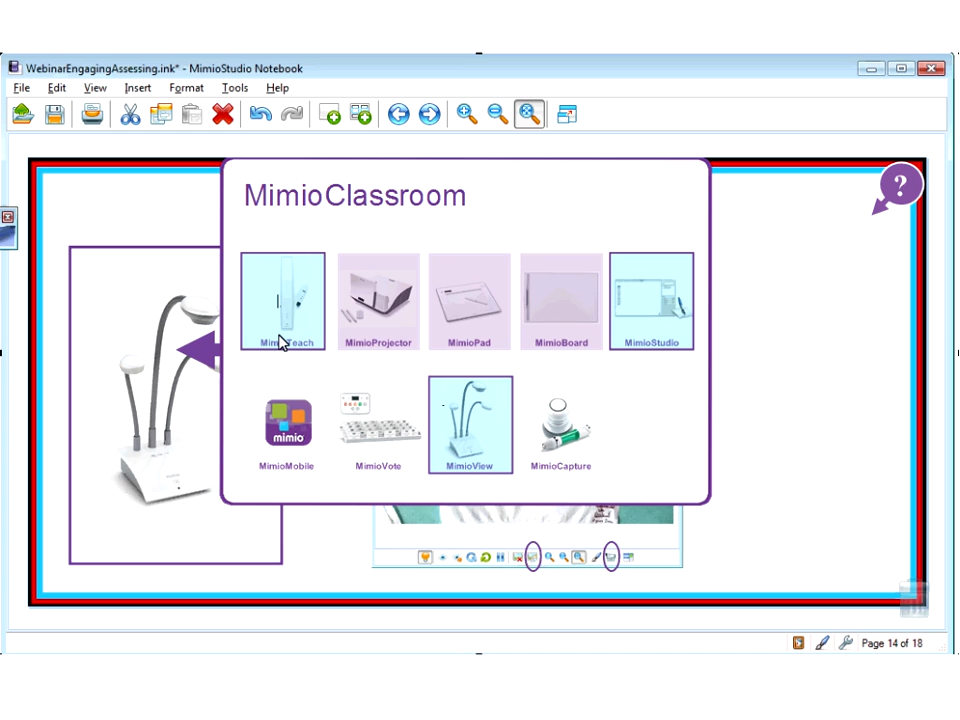 WebinarEngagingAssessing.ink* - MimioStudio Notebook
File Edit View Insert Format Tools Help
?
MimioClassroom
MimioTeach MimioProjector MimioPad MimioBoard MimioStudio
mimio
MimioMobile MimioVote MimioView MimioCapture
Page 14 of 18